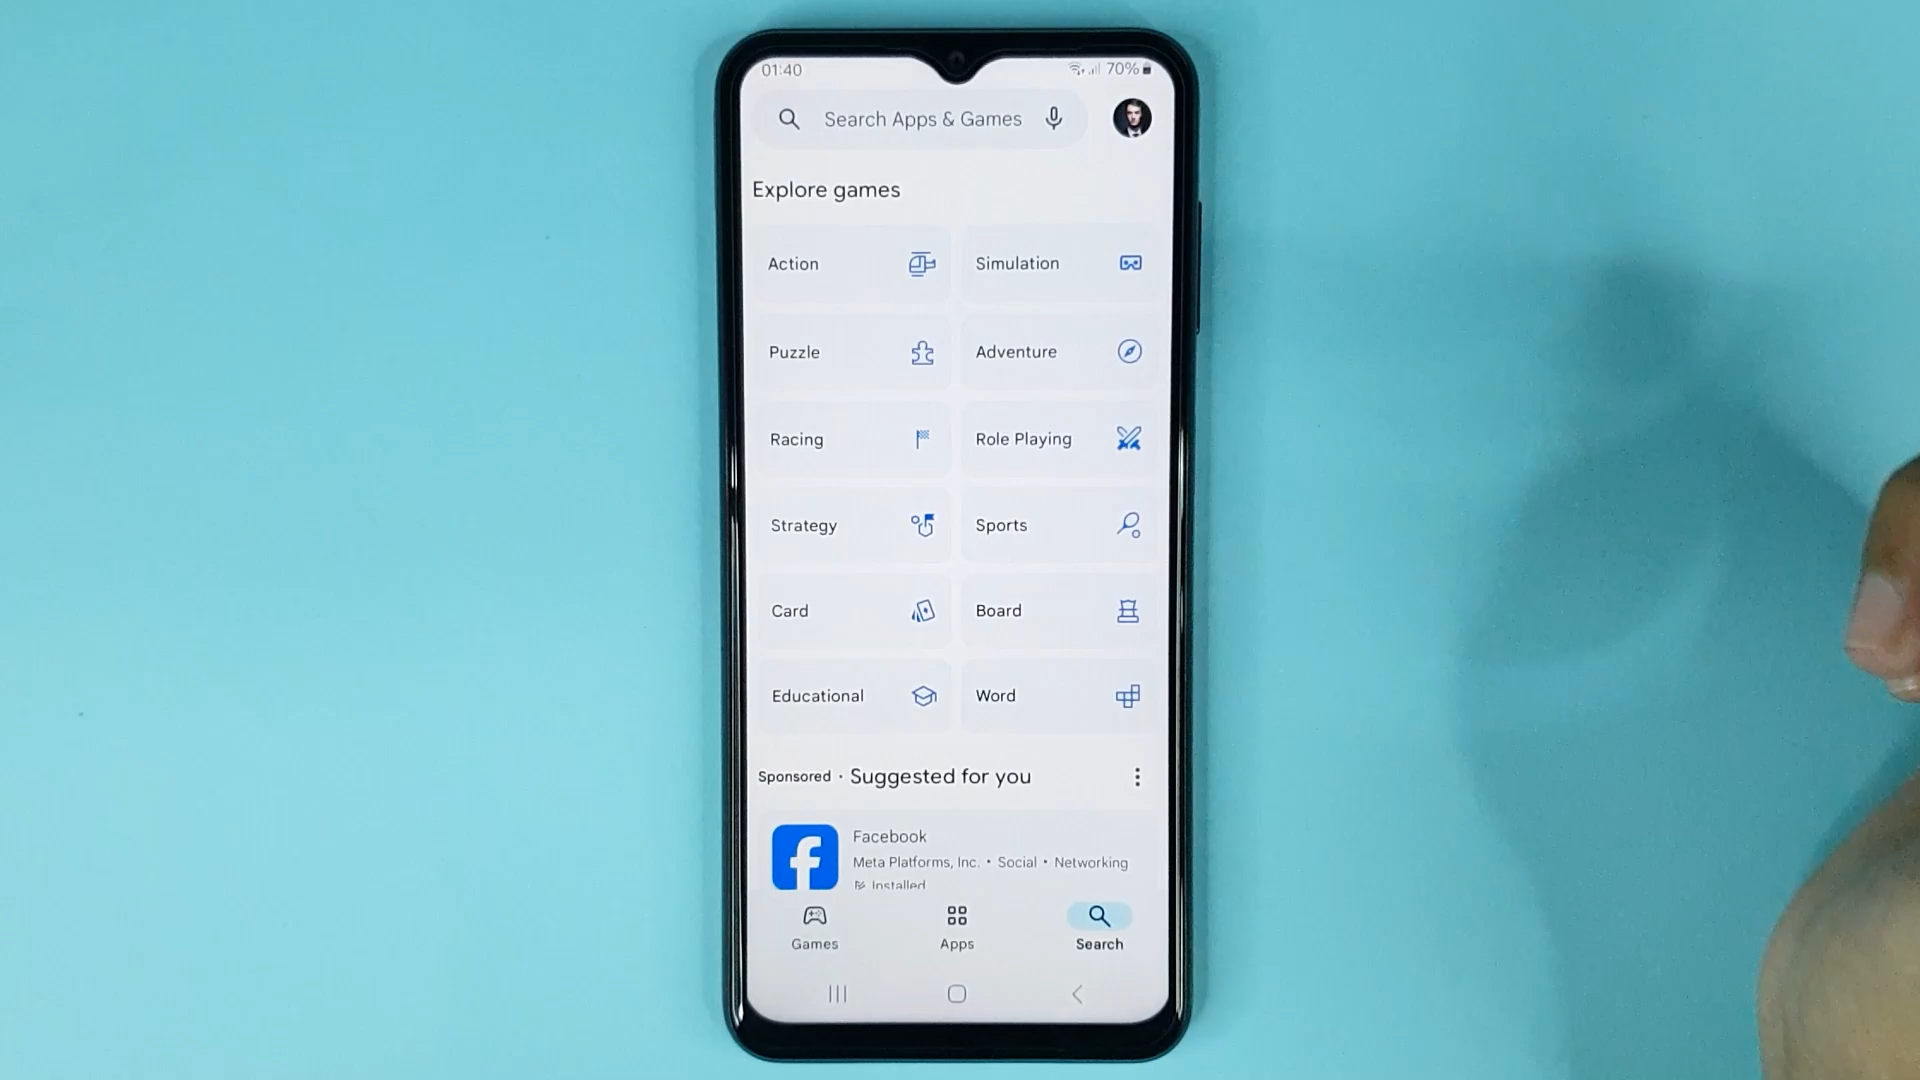 01:40 70%
Search Apps & Games
Explore games
Action Simulation
Puzzle Adventure
Racing Role Playing
Strategy Sports
Card Board
Educational Word
Sponsored · Suggested for you
Facebook
Meta Platforms, Inc. • Social • Networking
Installed
Games Apps Search